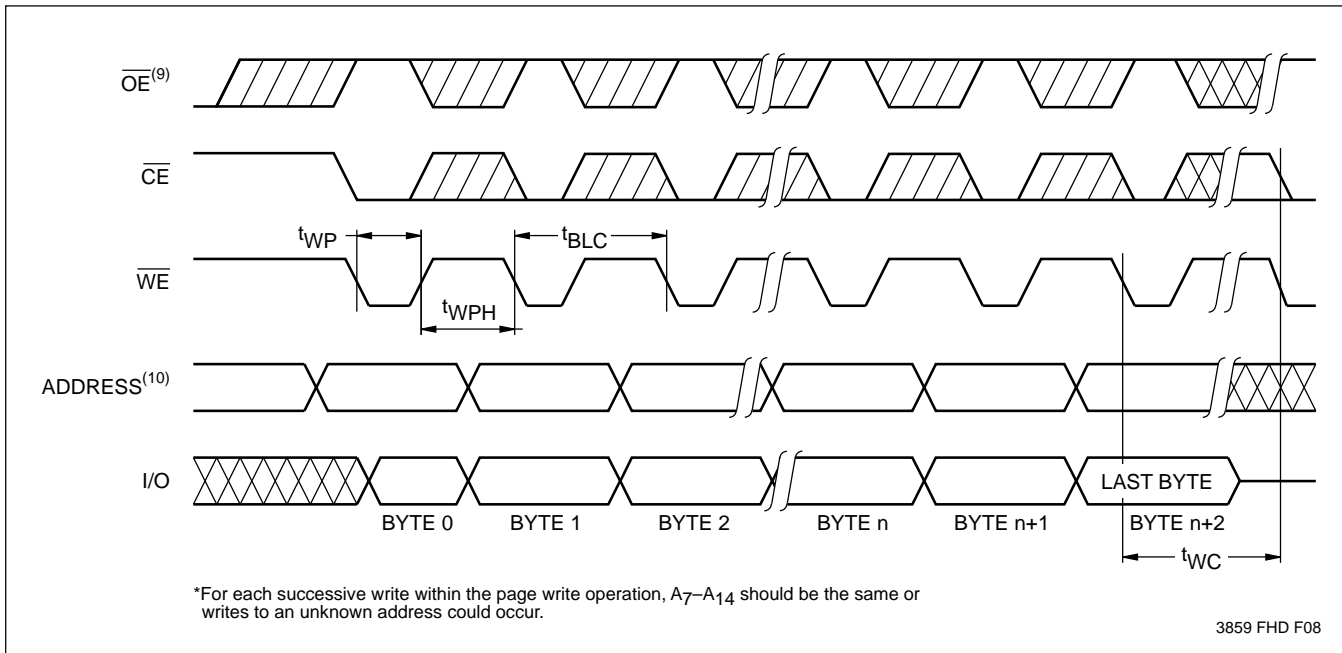 OE(9)
CE
tWP
tBLC
WE
tWPH
ADDRESS(10)
I/O
LAST BYTE
BYTE 0 BYTE 1 BYTE 2 BYTE n BYTE n+1 BYTE n+2
tWC
*For each successive write within the page write operation, A7–A14 should be the same or
writes to an unknown address could occur.
3859 FHD F08